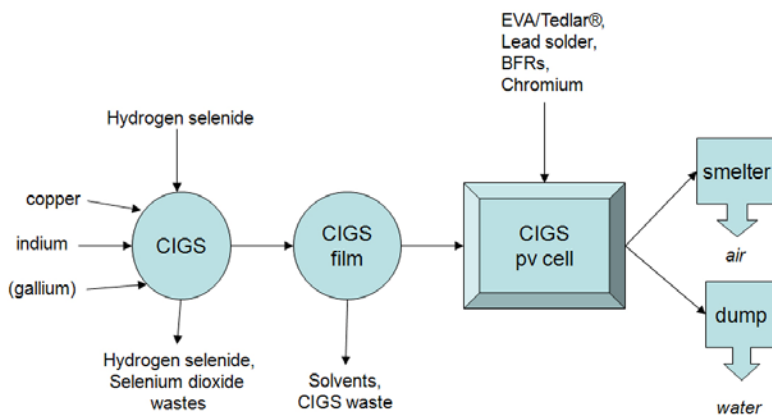 EVA/Tedlar®,
Lead solder,
BFRs,
Chromium
Hydrogen selenide
smelter
copper
CIGS
CIGS
film
CIGS
pv cell
indium
air
(gallium)
dump
Hydrogen selenide,
Selenium dioxide
wastes
Solvents,
CIGS waste
water